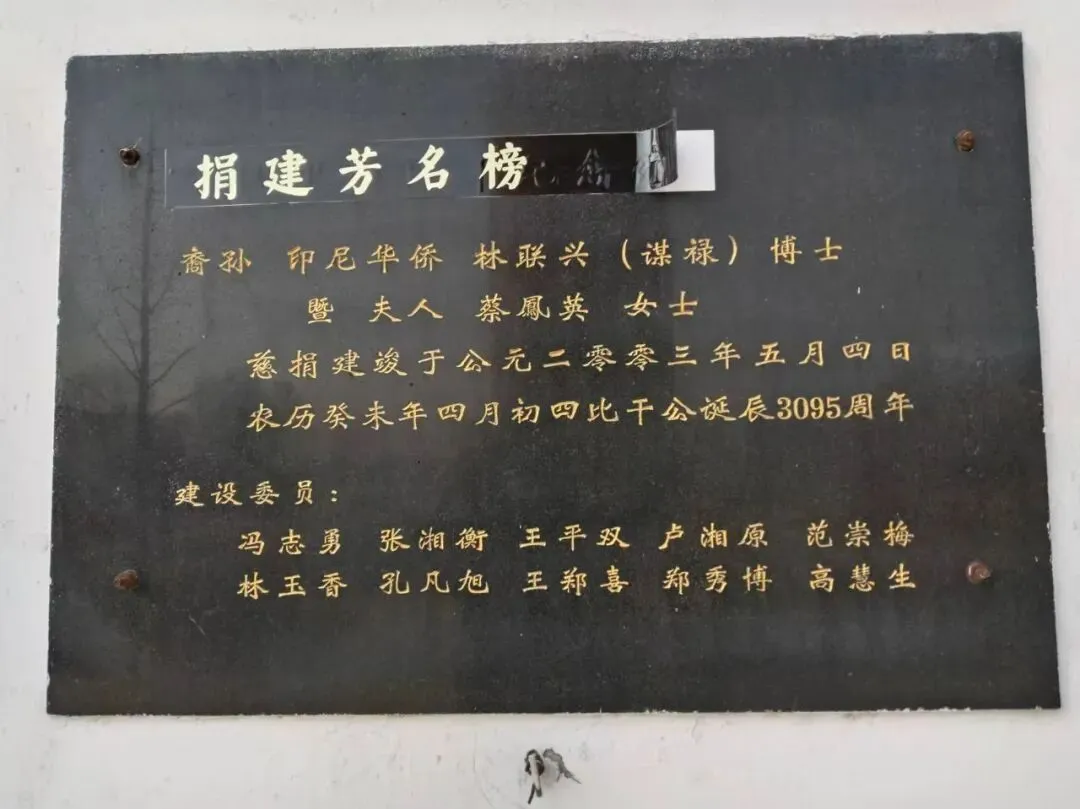 捐建芳名榜
裔孙 印尼华侨 林联兴（谋禄）博士
暨 夫人 蔡鳳英 女士
慈捐建竣于公元二零零三年五月四日
农历癸未年四月初四比干公诞辰3095周年
建设委员：
冯志勇 张湘衡 王平双 卢湘原 范崇梅
林玉香 孔凡旭 王郑喜 郑秀博 高慧生